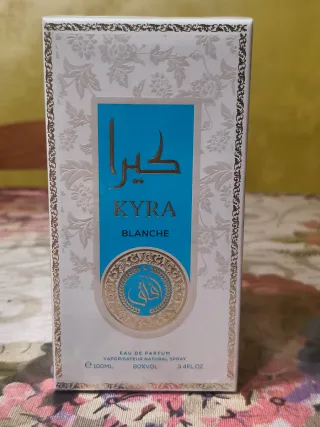 كيرا
KYRA
BLANCHE
EAU DE PARFUM
VAPORISATEUR NATURAL SPRAY
℮ 100ML 80%VOL 3.4FL.OZ